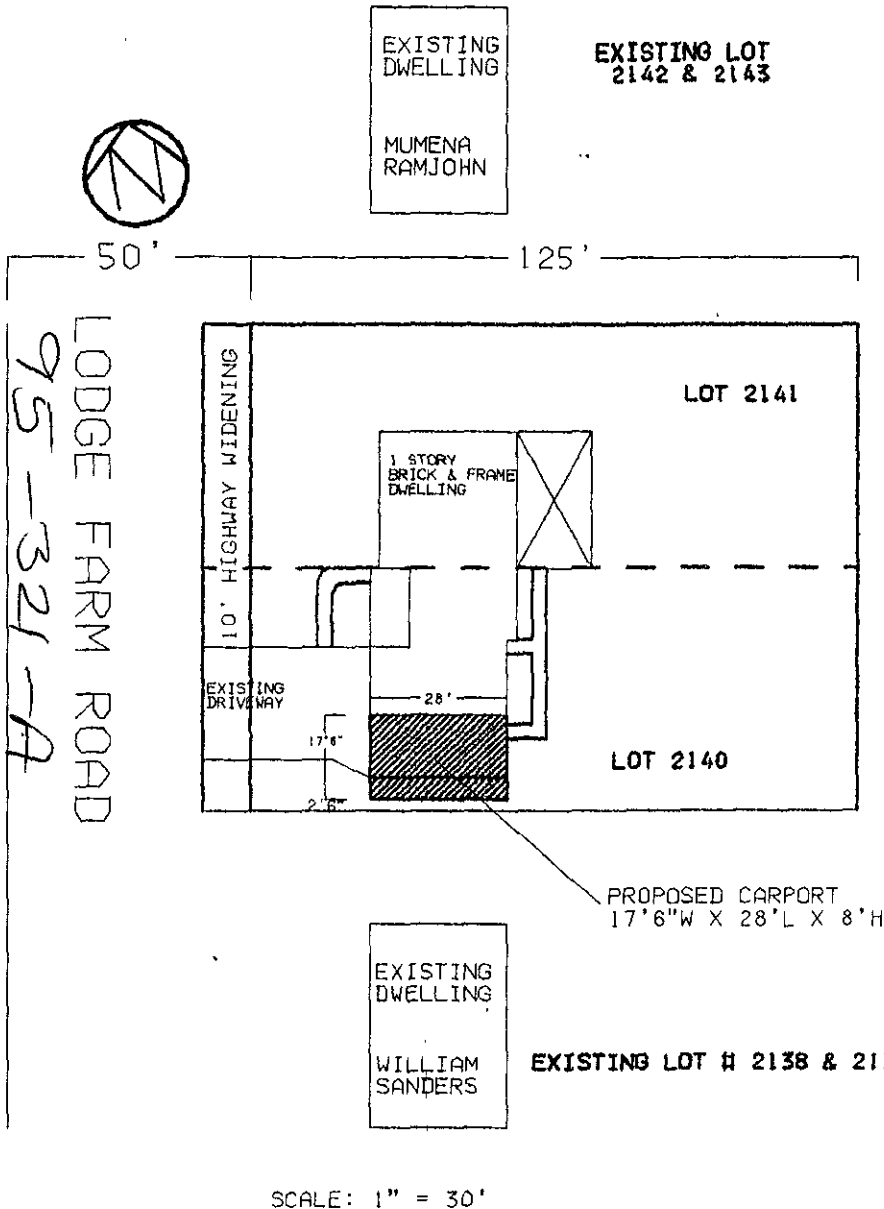 EXISTING
DWELLING
MUMENA
RAMJOHN
EXISTING LOT
2142 & 2143
N
50'
125'
LODGE FARM ROAD
95-321-A
10' HIGHWAY WIDENING
LOT 2141
1 STORY
BRICK & FRAME
DWELLING
EXISTING
DRIVEWAY
28'
17'6"
2'6"
LOT 2140
PROPOSED CARPORT
17'6"W X 28'L X 8'H
EXISTING
DWELLING
WILLIAM
SANDERS
EXISTING LOT # 2138 & 21
SCALE: 1" = 30'